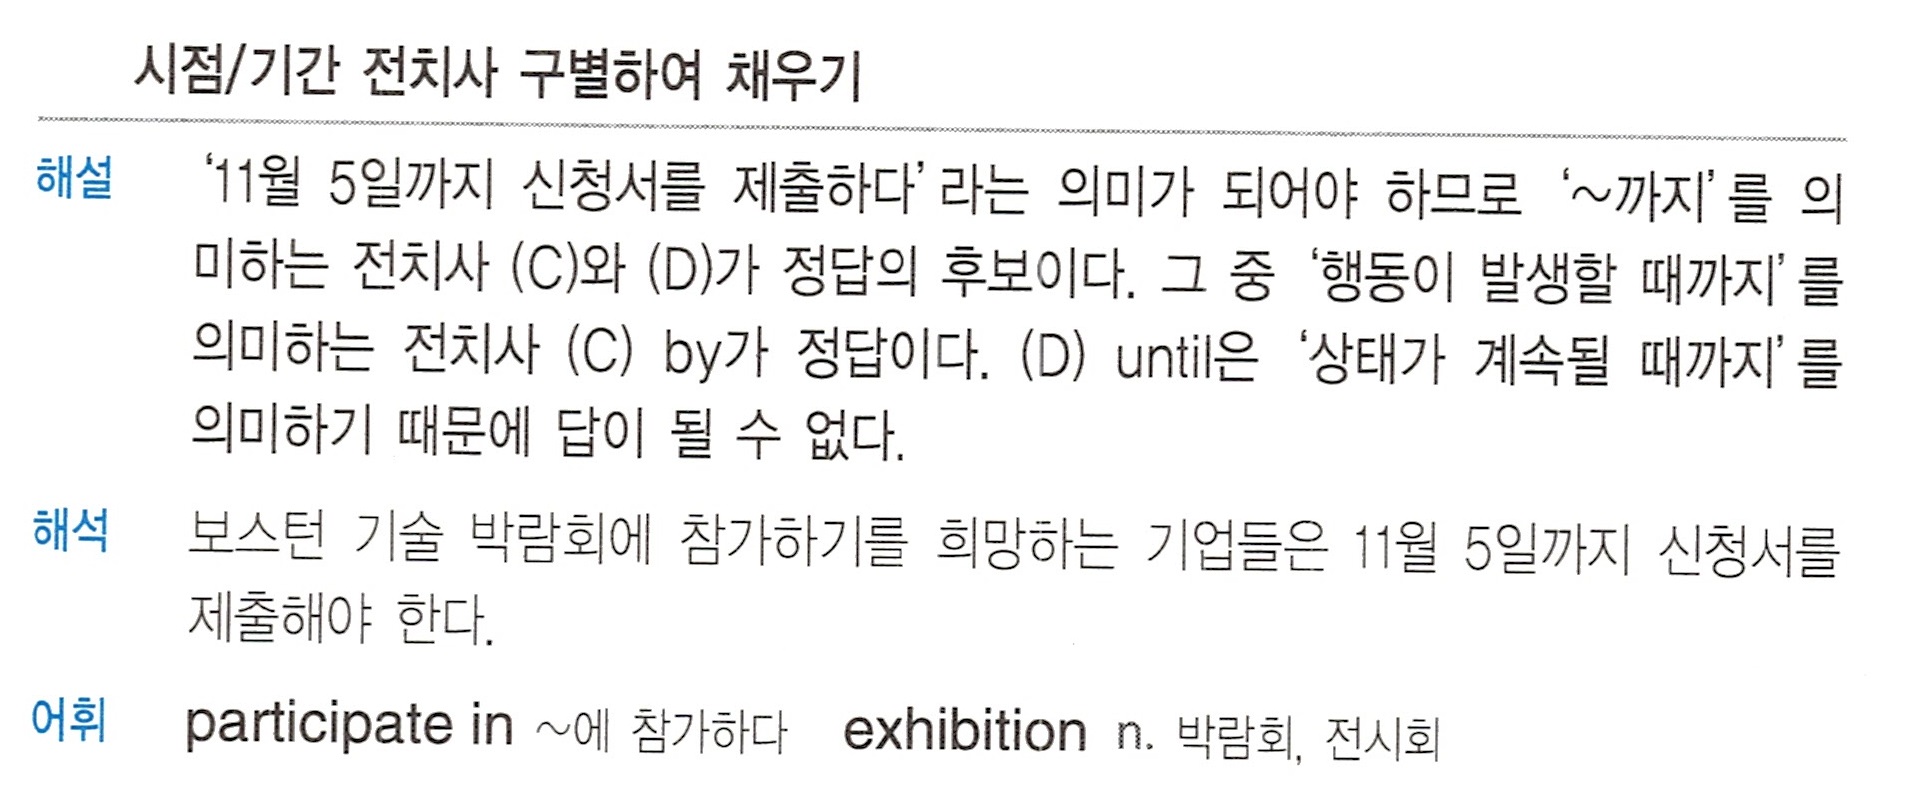 시점/기간 전치사 구별하여 채우기
해설 '11월 5일까지 신청서를 제출하다'라는 의미가 되어야 하므로 '~까지'를 의
미하는 전치사 (C)와 (D)가 정답의 후보이다. 그 중 '행동이 발생할 때까지'를
의미하는 전치사 (C) by가 정답이다. (D) until은 '상태가 계속될 때까지'를
의미하기 때문에 답이 될 수 없다.
해석 보스턴 기술 박람회에 참가하기를 희망하는 기업들은 11월 5일까지 신청서를
제출해야 한다.
어휘 participate in ~에 참가하다 exhibition n. 박람회, 전시회